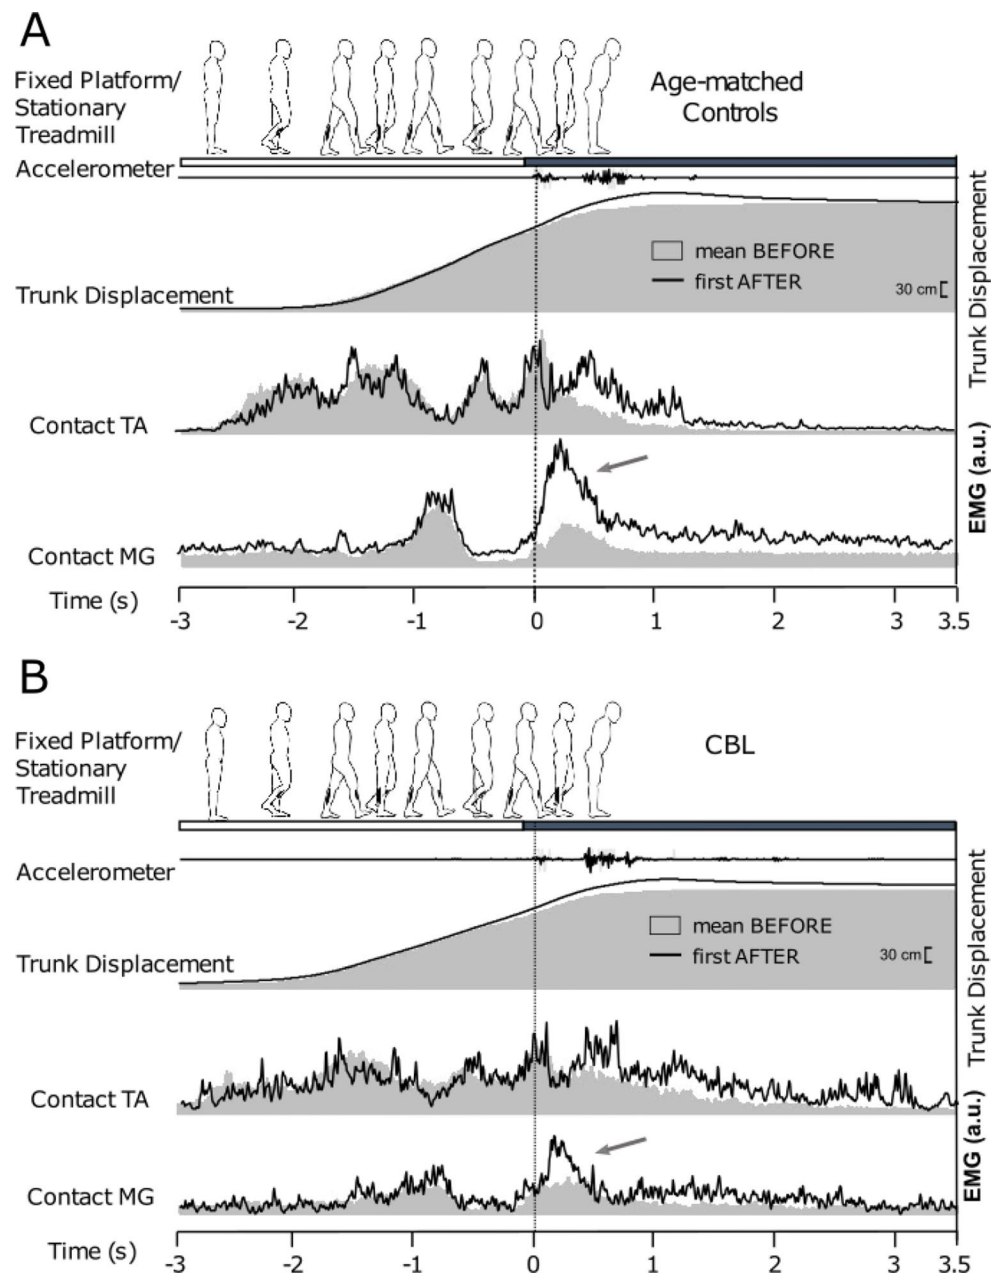 A
Fixed Platform/
Stationary
Treadmill
Age-matched
Controls
Accelerometer
mean BEFORE
first AFTER
30 cm
Trunk Displacement
Trunk Displacement
Contact TA
EMG (a.u.)
Contact MG
Time (s)
-3 -2 -1 0 1 2 3 3.5
B
Fixed Platform/
Stationary
Treadmill
CBL
Accelerometer
mean BEFORE
first AFTER
30 cm
Trunk Displacement
Trunk Displacement
Contact TA
EMG (a.u.)
Contact MG
Time (s)
-3 -2 -1 0 1 2 3 3.5